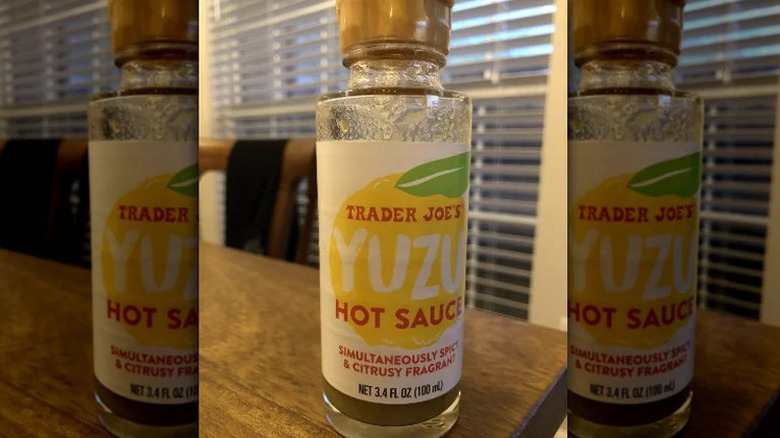 TRADER JOE'S
YUZU
HOT SAUCE
SIMULTANEOUSLY SPICY
& CITRUSY FRAGRANT
NET 3.4 FL OZ (100 mL)